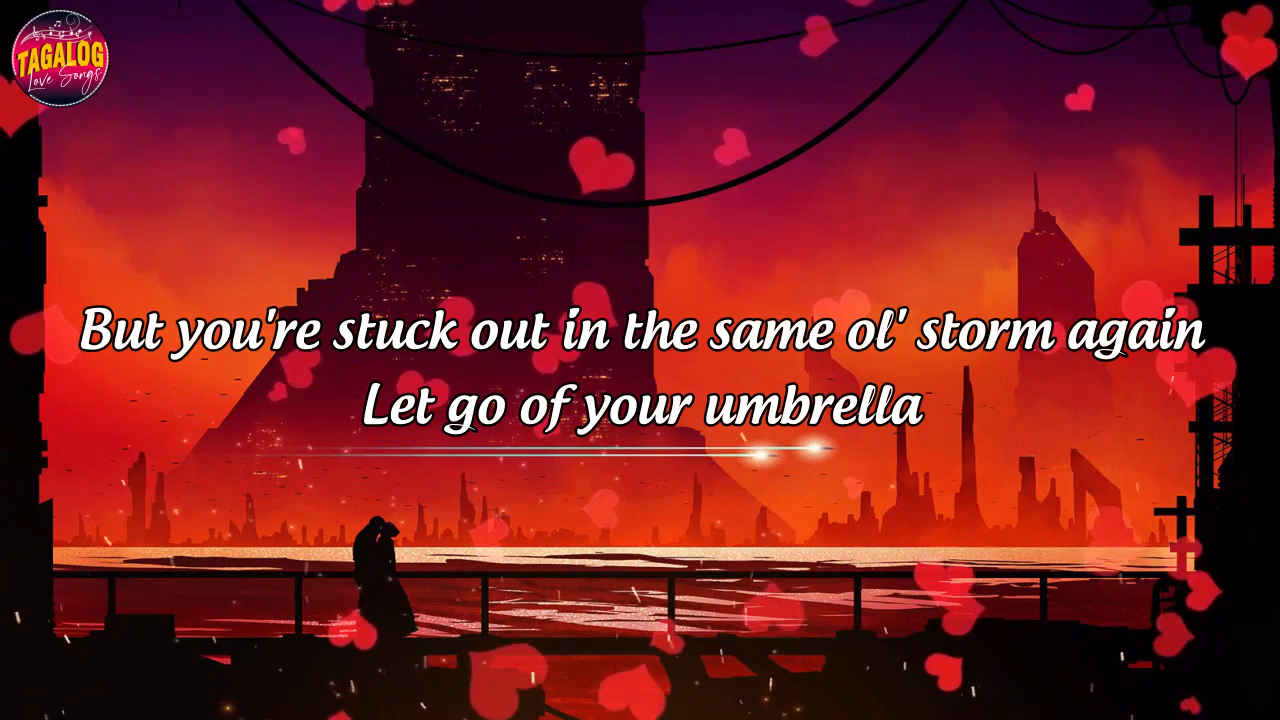 TAGALOG
Love Songs
But you're stuck out in the same ol' storm again
Let go of your umbrella